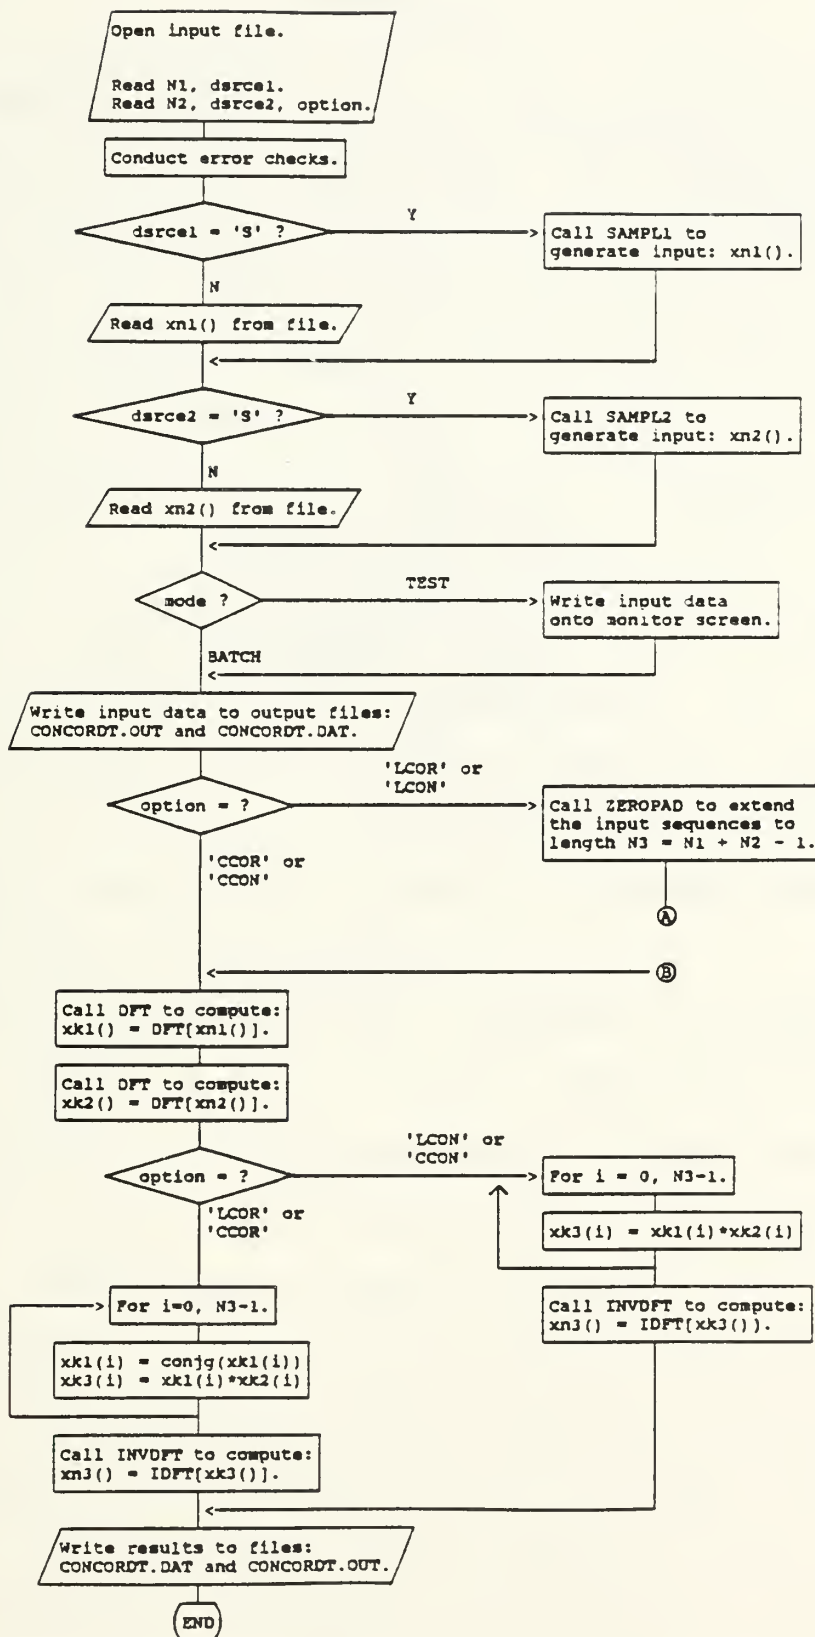 Open input file.
Read N1, dsrce1.
Read N2, dsrce2, option.
Conduct error checks.
dsrce1 = 'S' ?
Y
Call SAMPL1 to
generate input: xn1().
N
Read xn1() from file.
dsrce2 = 'S' ?
Y
Call SAMPL2 to
generate input: xn2().
N
Read xn2() from file.
mode ?
TEST
Write input data
onto monitor screen.
BATCH
Write input data to output files:
CONCORDT.OUT and CONCORDT.DAT.
option = ?
'LCOR' or
'LCON'
Call ZEROPAD to extend
the input sequences to
length N3 = N1 + N2 - 1.
'CCOR' or
'CCON'
A
B
Call DFT to compute:
xk1() = DFT[xn1()].
Call DFT to compute:
xk2() = DFT[xn2()].
option = ?
'LCON' or
'CCON'
For i = 0, N3-1.
'LCOR' or
'CCOR'
xk3(i) = xk1(i)*xk2(i)
For i=0, N3-1.
Call INVDFT to compute:
xn3() = IDFT[xk3()).
xk1(i) = conjg(xk1(i))
xk3(i) = xk1(i)*xk2(i)
Call INVDFT to compute:
xn3() = IDFT[xk3()].
Write results to files:
CONCORDT.DAT and CONCORDT.OUT.
END